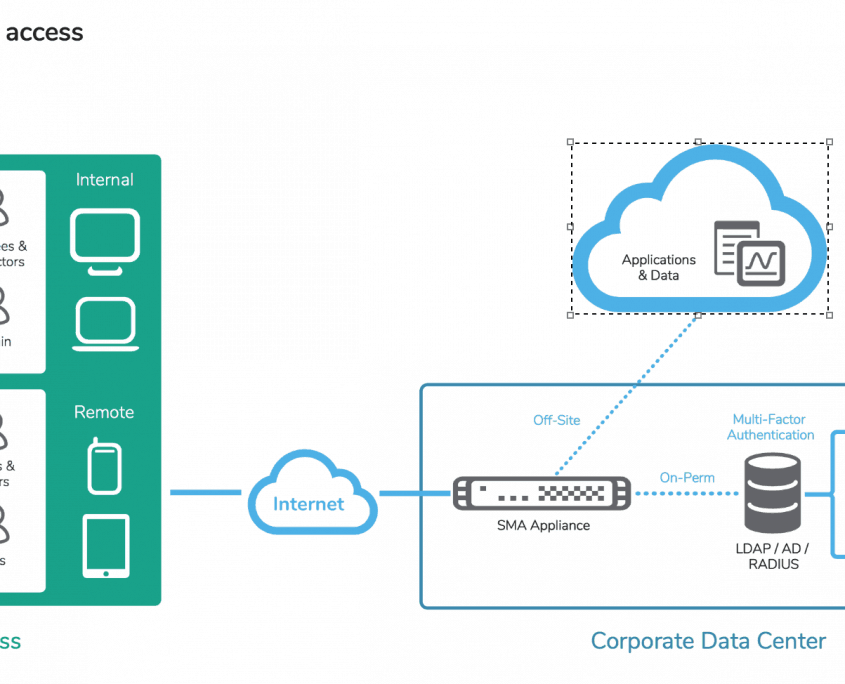 access
Internal
ees &
ctors
in
Remote
s &
rs
s
ss
Internet
Applications
& Data
Off-Site
Multi-Factor
Authentication
On-Perm
SMA Appliance
LDAP / AD /
RADIUS
Corporate Data Center